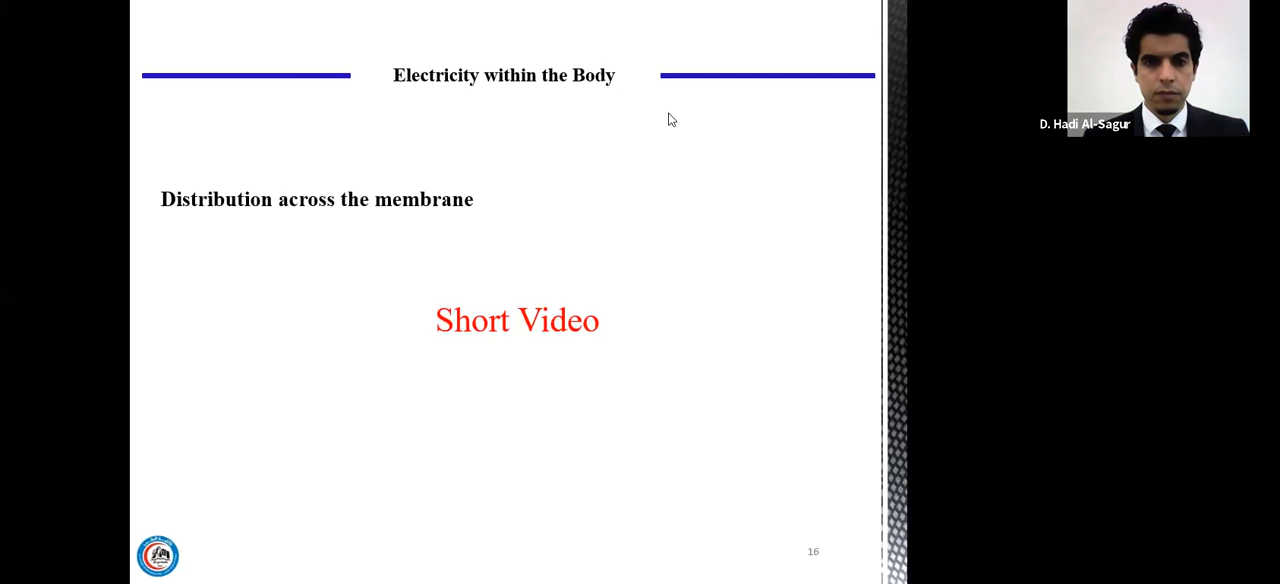 Electricity within the Body
D. Hadi Al-Sagur
Distribution across the membrane
Short Video
16